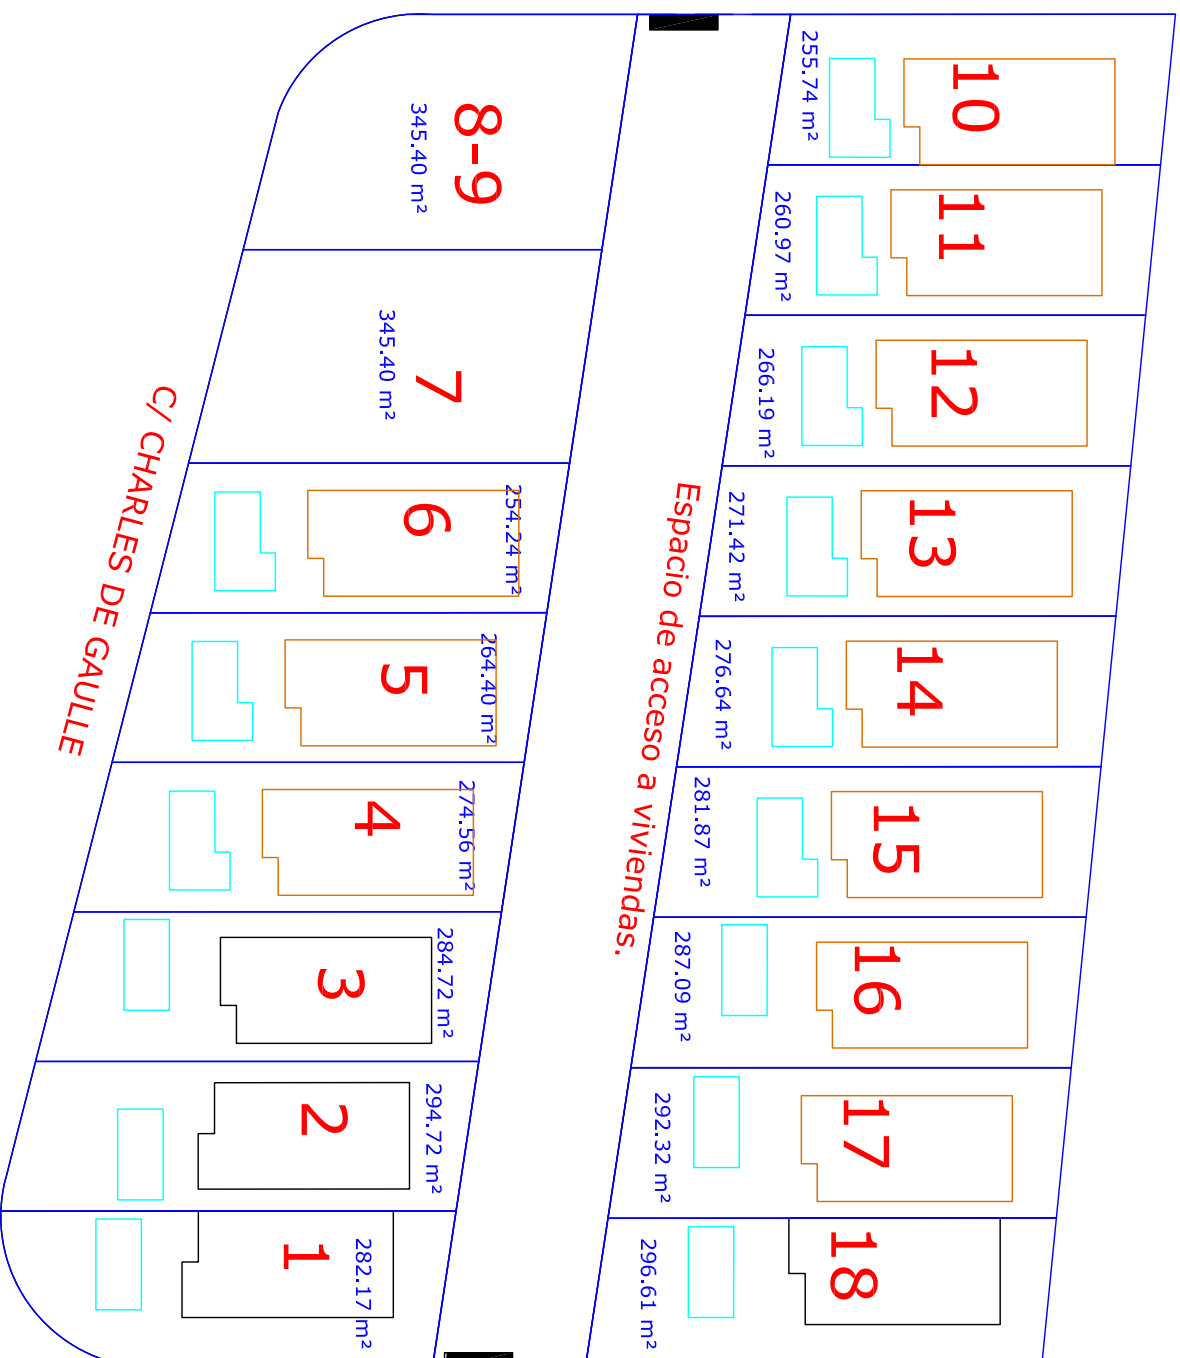 10
255.74 m²
8-9
345.40 m²
11
260.97 m²
7
345.40 m²
12
266.19 m²
C/ CHARLES DE GAULLE
6
254.24 m²
Espacio de acceso a viviendas.
13
271.42 m²
5
264.40 m²
14
276.64 m²
4
274.56 m²
15
281.87 m²
3
284.72 m²
16
287.09 m²
2
294.72 m²
17
292.32 m²
1
282.17 m²
18
296.61 m²